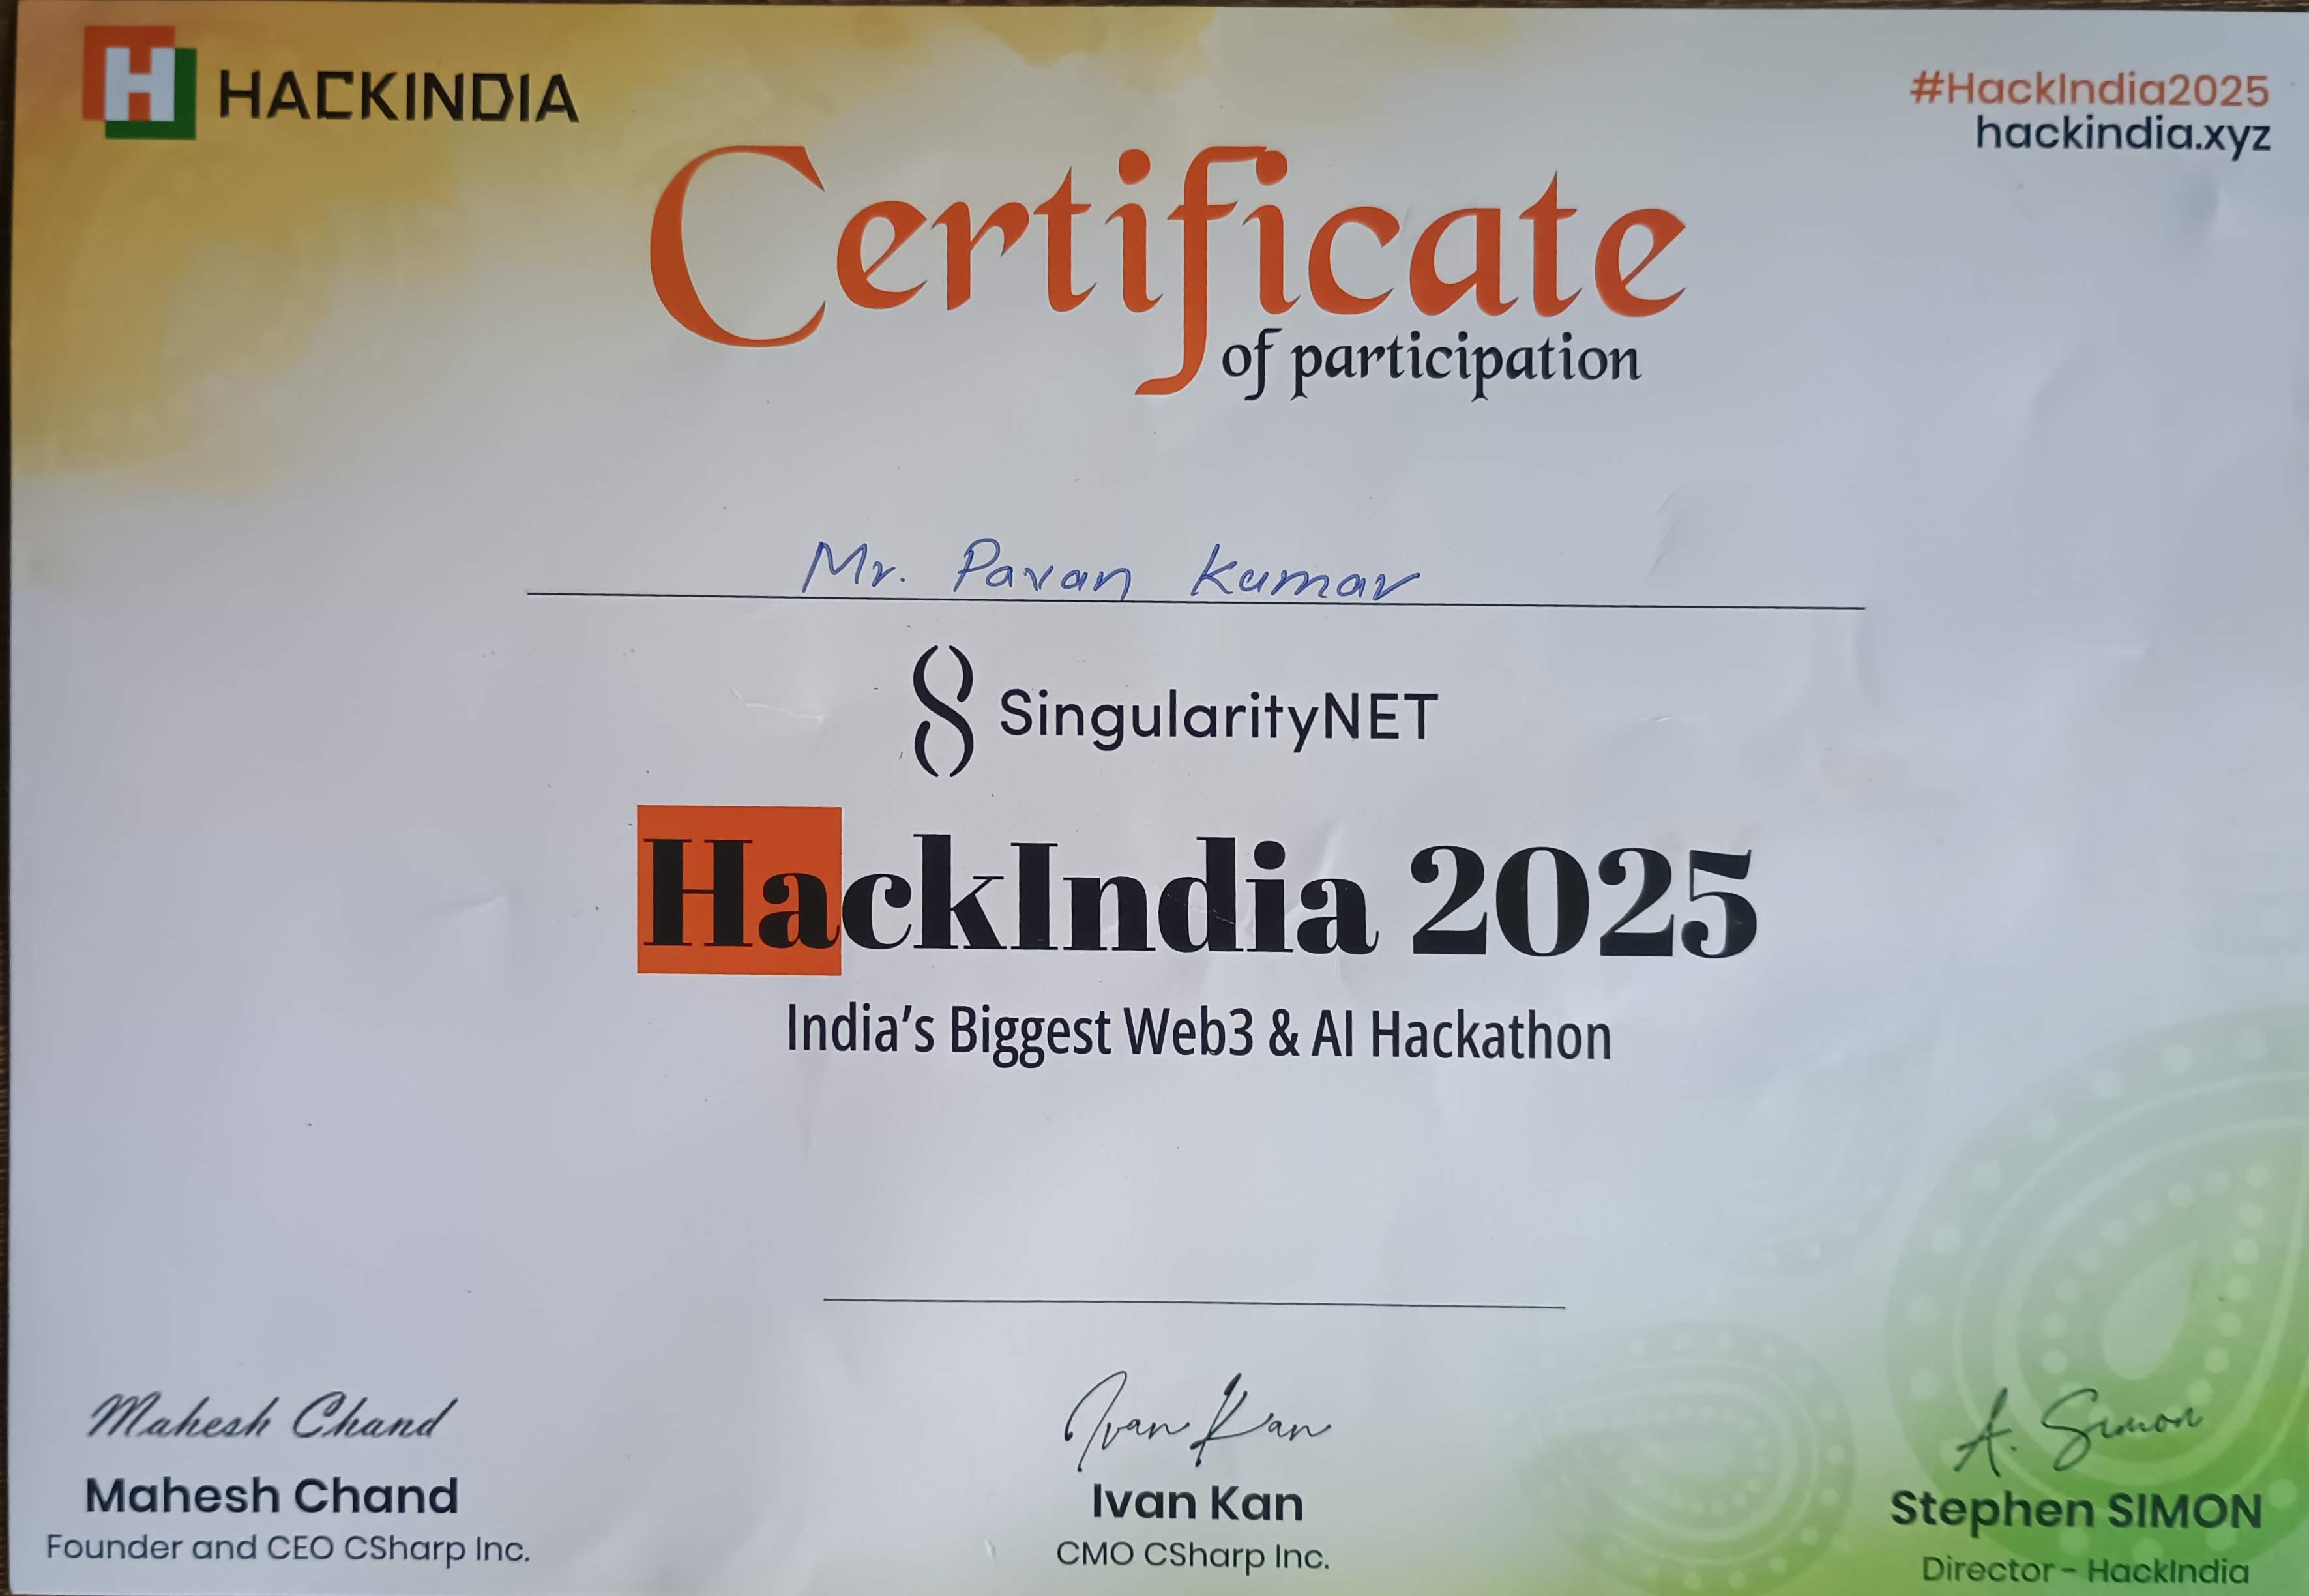 HACKINDIA
#HackIndia2025
hackindia.xyz
Certificate
of participation
Mr. Pavan Kumar
SingularityNET
HackIndia 2025
India's Biggest Web3 & AI Hackathon
Mahesh Chand
Ivan Kan
A. Simon
Mahesh Chand
Ivan Kan
Stephen SIMON
Founder and CEO CSharp Inc.
CMO CSharp Inc.
Director - HackIndia